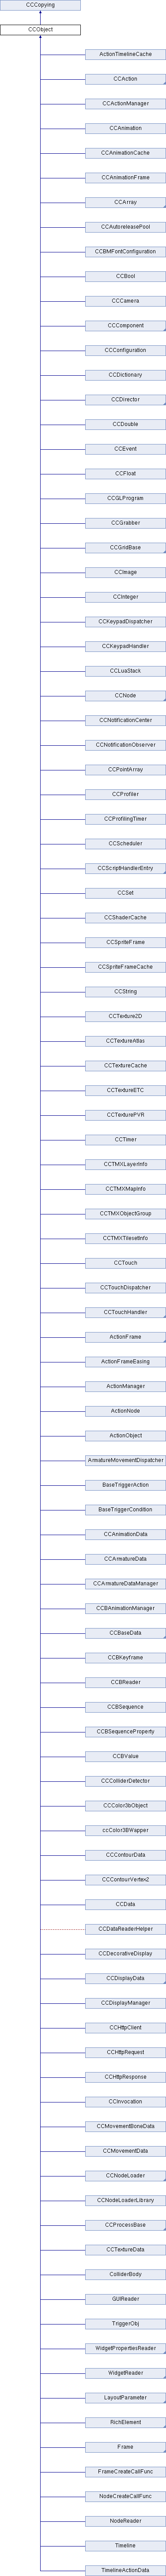 CCCopying
CCObject
ActionTimelineCache
CCAction
CCActionManager
CCAnimation
CCAnimationCache
CCAnimationFrame
CCArray
CCAutoreleasePool
CCBMFontConfiguration
CCBool
CCCamera
CCComponent
CCConfiguration
CCDictionary
CCDirector
CCDouble
CCEvent
CCFloat
CCGLProgram
CCGrabber
CCGridBase
CCImage
CCInteger
CCKeypadDispatcher
CCKeypadHandler
CCLuaStack
CCNode
CCNotificationCenter
CCNotificationObserver
CCPointArray
CCProfiler
CCProfilingTimer
CCScheduler
CCScriptHandlerEntry
CCSet
CCShaderCache
CCSpriteFrame
CCSpriteFrameCache
CCString
CCTexture2D
CCTextureAtlas
CCTextureCache
CCTextureETC
CCTexturePVR
CCTimer
CCTMXLayerInfo
CCTMXMapInfo
CCTMXObjectGroup
CCTMXTilesetInfo
CCTouch
CCTouchDispatcher
CCTouchHandler
ActionFrame
ActionFrameEasing
ActionManager
ActionNode
ActionObject
ArmatureMovementDispatcher
BaseTriggerAction
BaseTriggerCondition
CCAnimationData
CCArmatureData
CCArmatureDataManager
CCBAnimationManager
CCBaseData
CCBKeyframe
CCBReader
CCBSequence
CCBSequenceProperty
CCBValue
CCColliderDetector
CCColor3bObject
ccColor3BWapper
CCContourData
CCContourVertex2
CCData
CCDataReaderHelper
CCDecorativeDisplay
CCDisplayData
CCDisplayManager
CCHttpClient
CCHttpRequest
CCHttpResponse
CCInvocation
CCMovementBoneData
CCMovementData
CCNodeLoader
CCNodeLoaderLibrary
CCProcessBase
CCTextureData
ColliderBody
GUIReader
TriggerObj
WidgetPropertiesReader
WidgetReader
LayoutParameter
RichElement
Frame
FrameCreateCallFunc
NodeCreateCallFunc
NodeReader
Timeline
TimelineActionData